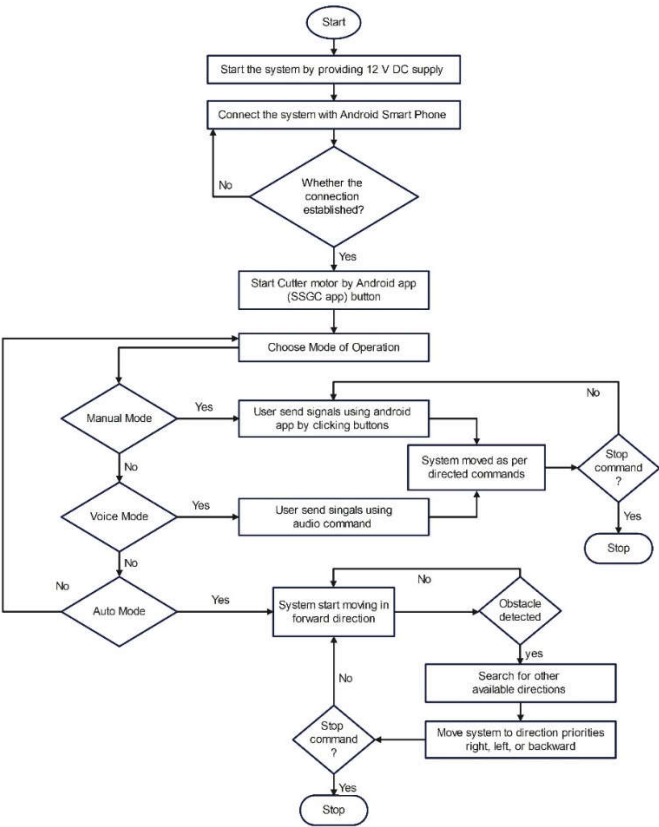 Start
Start the system by providing 12 V DC supply
Connect the system with Android Smart Phone
No
Whether the
connection
established?
Yes
Start Cutter motor by Android app
(SSGC app) button
Choose Mode of Operation
No
Manual Mode
Yes
User send signals using android
app by clicking buttons
System moved as per
directed commands
Stop
command
?
No
Yes
Voice Mode
Yes
User send singals using
audio command
Stop
No
No
Auto Mode
Yes
System start moving in
forward direction
No
Obstacle
detected
yes
Search for other
available directions
No
Stop
command
?
Move system to direction priorities
right, left, or backward
Yes
Stop